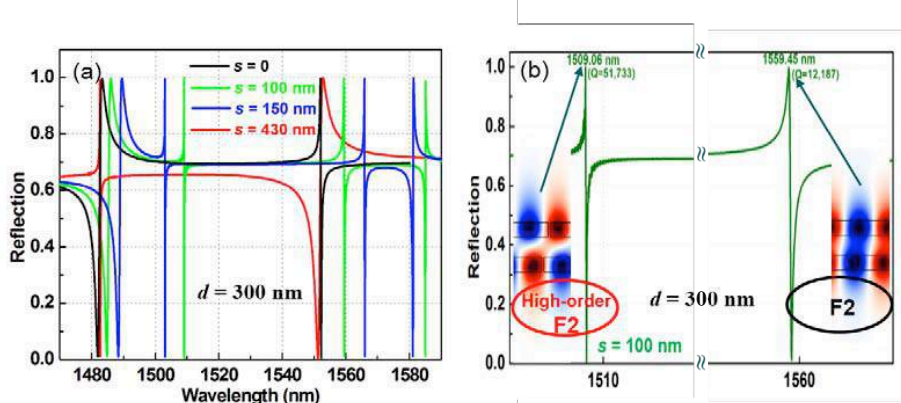 (a)
s = 0
s = 100 nm
s = 150 nm
s = 430 nm
d = 300 nm
Reflection
1.0
0.8
0.6
0.4
0.2
0.0
1480 1500 1520 1540 1560 1580
Wavelength (nm)
(b)
1509.06 nm
(Q=51,733)
≈
1559.45 nm
(Q=12,187)
Reflection
1.0
0.8
0.6
0.4
0.2
0.0
High-order
F2
d = 300 nm
F2
s = 100 nm
≈
1510 1560